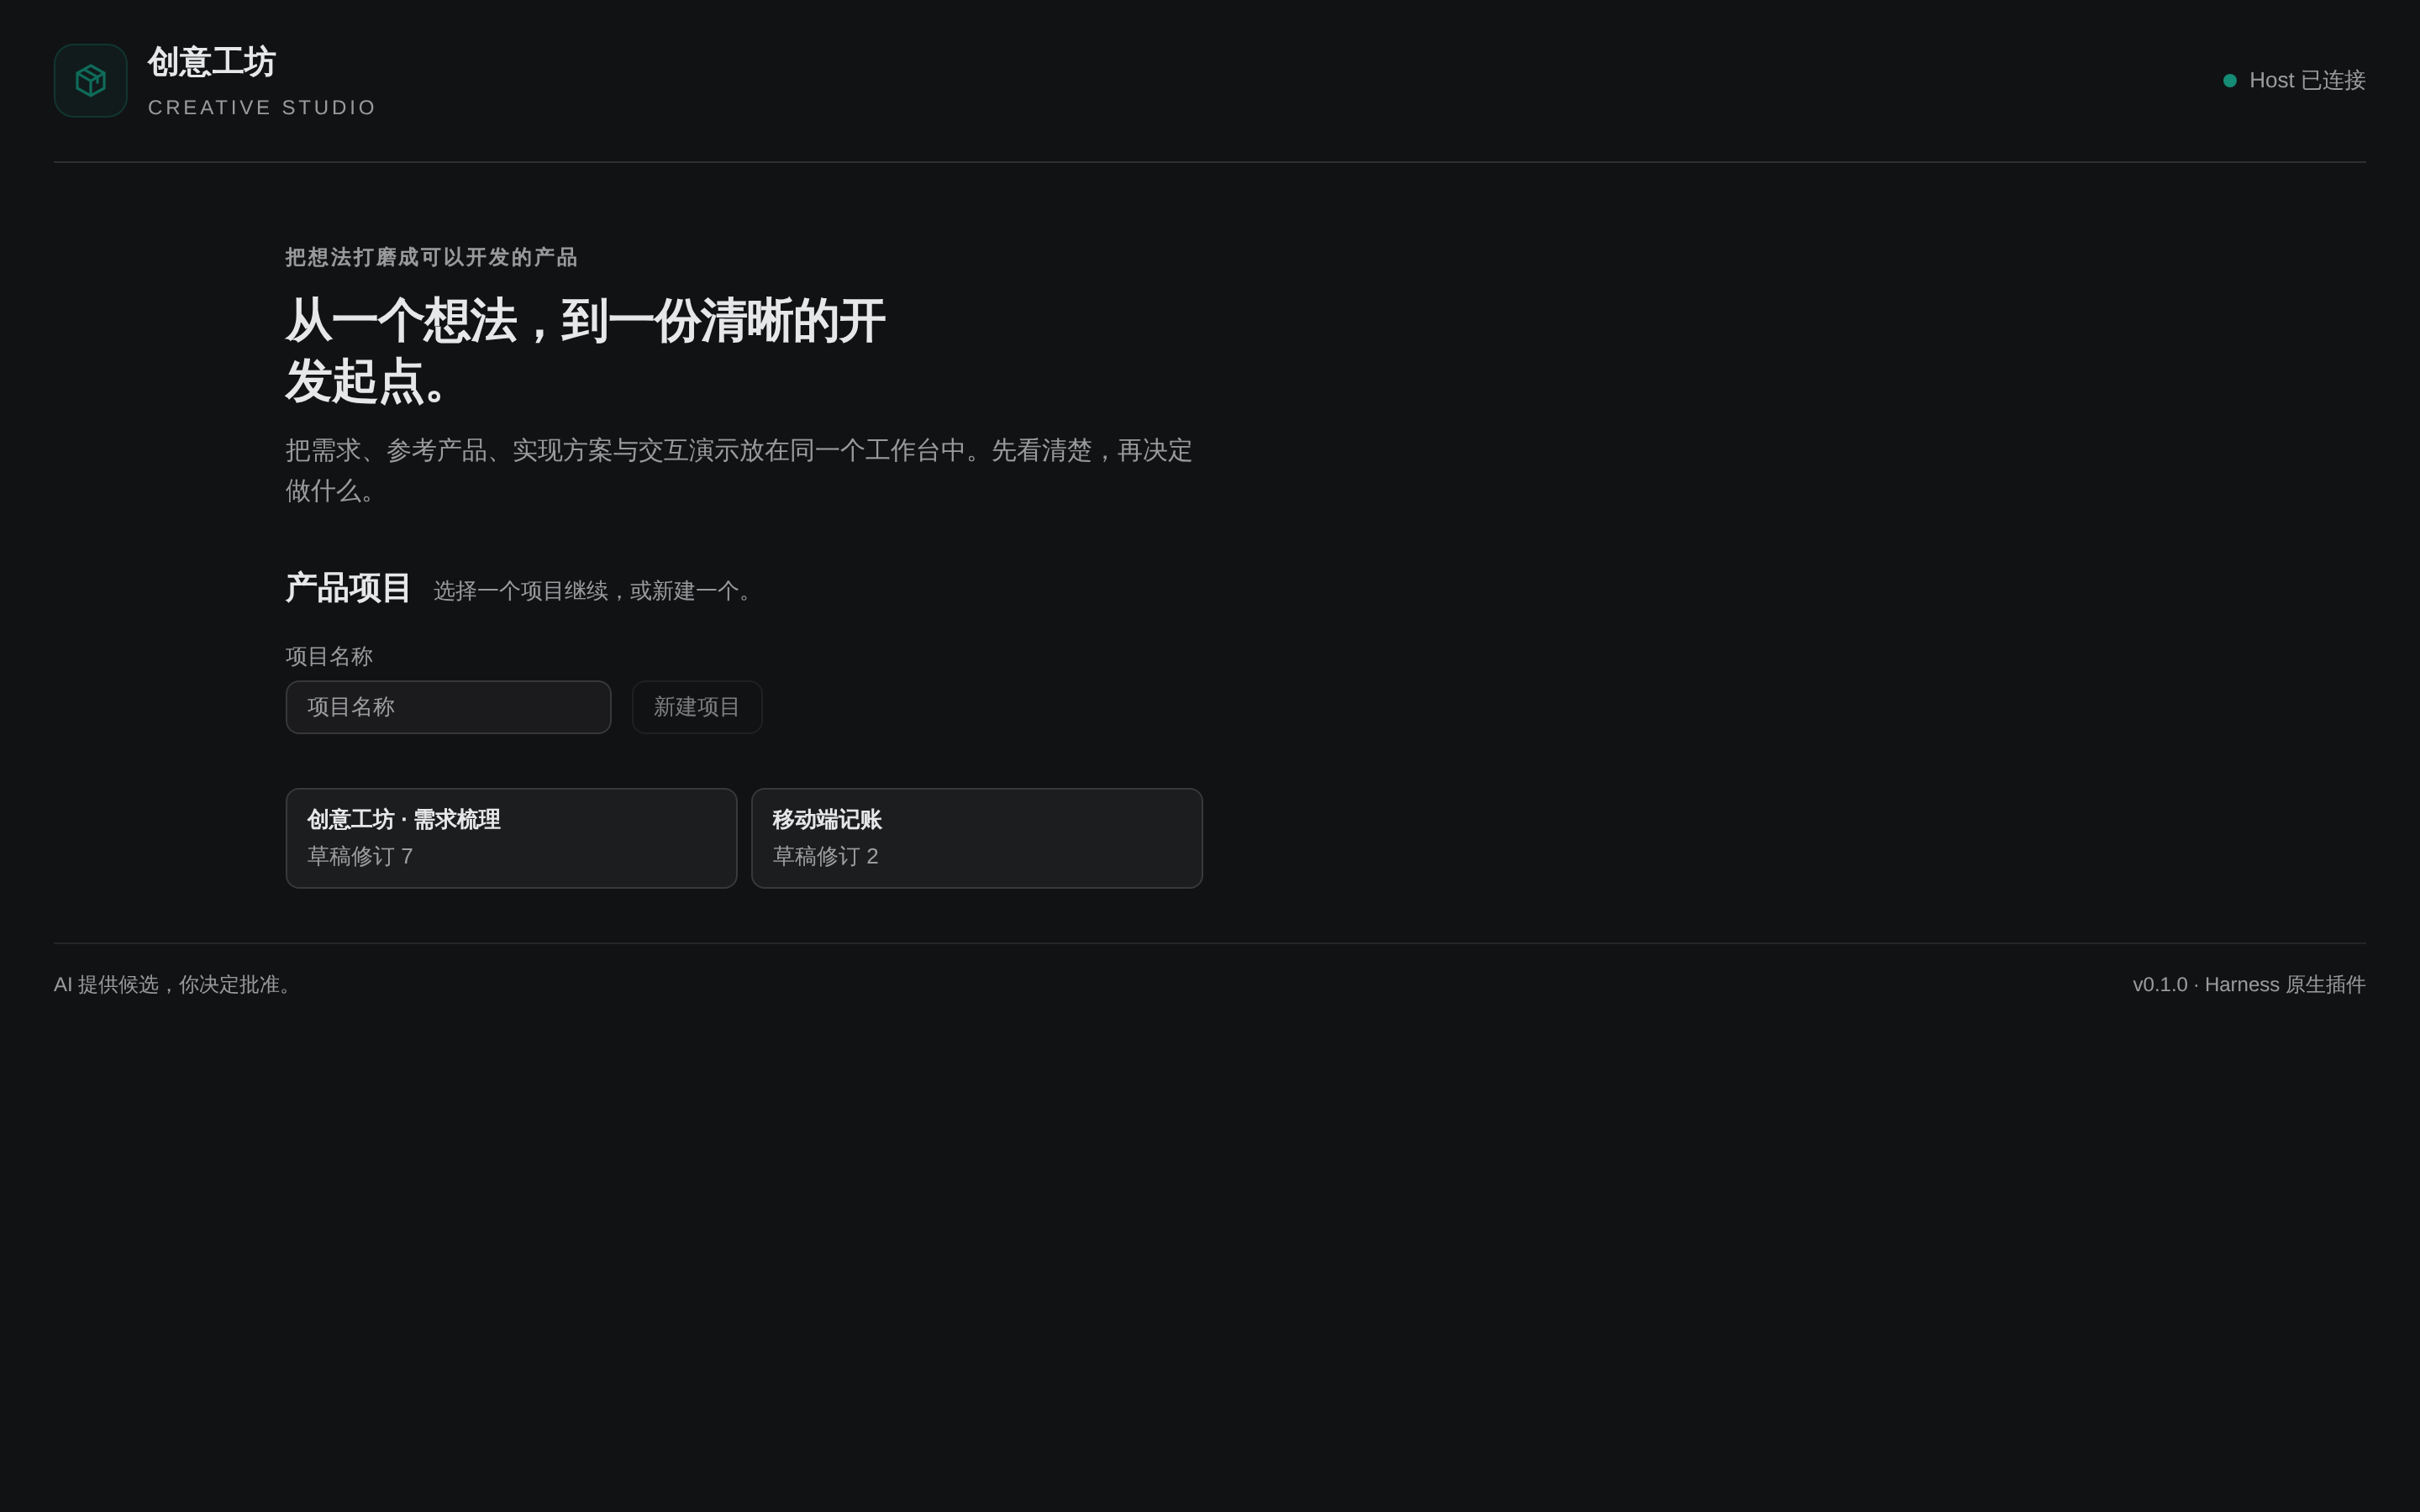 创意工坊
CREATIVE STUDIO
Host 已连接
把想法打磨成可以开发的产品
从一个想法，到一份清晰的开
发起点。
把需求、参考产品、实现方案与交互演示放在同一个工作台中。先看清楚，再决定
做什么。
产品项目 选择一个项目继续，或新建一个。
项目名称
项目名称 新建项目
创意工坊 · 需求梳理
草稿修订 7
移动端记账
草稿修订 2
AI 提供候选，你决定批准。
v0.1.0 · Harness 原生插件